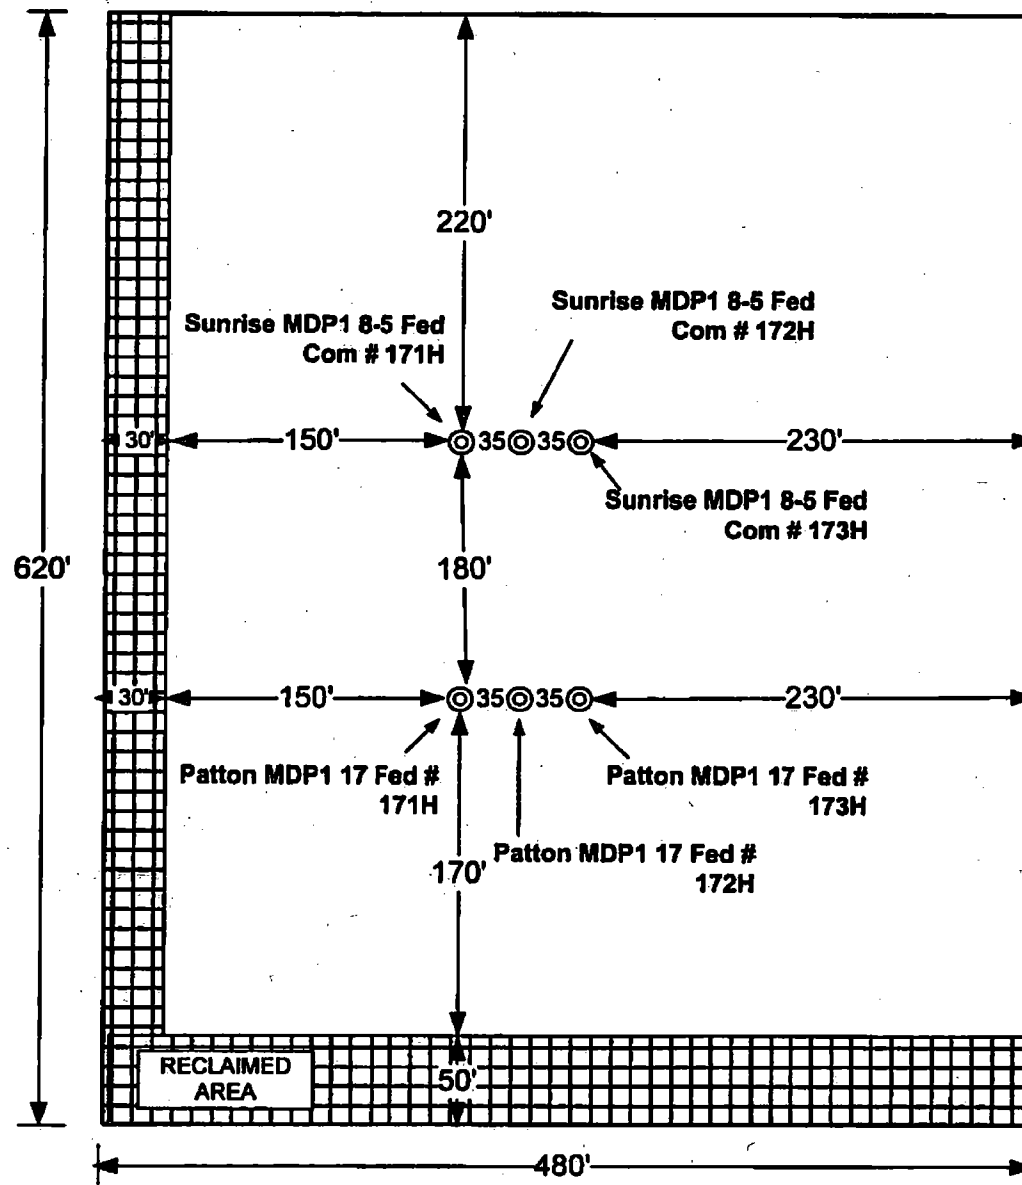 220'
Sunrise MDP1 8-5 Fed
Com # 172H
Sunrise MDP1 8-5 Fed
Com # 171H
30'
150'
35
35
230'
Sunrise MDP1 8-5 Fed
Com # 173H
620'
180'
30'
150'
35
35
230'
Patton MDP1 17 Fed #
171H
Patton MDP1 17 Fed #
173H
Patton MDP1 17 Fed #
172H
170'
RECLAIMED
AREA
50'
480'